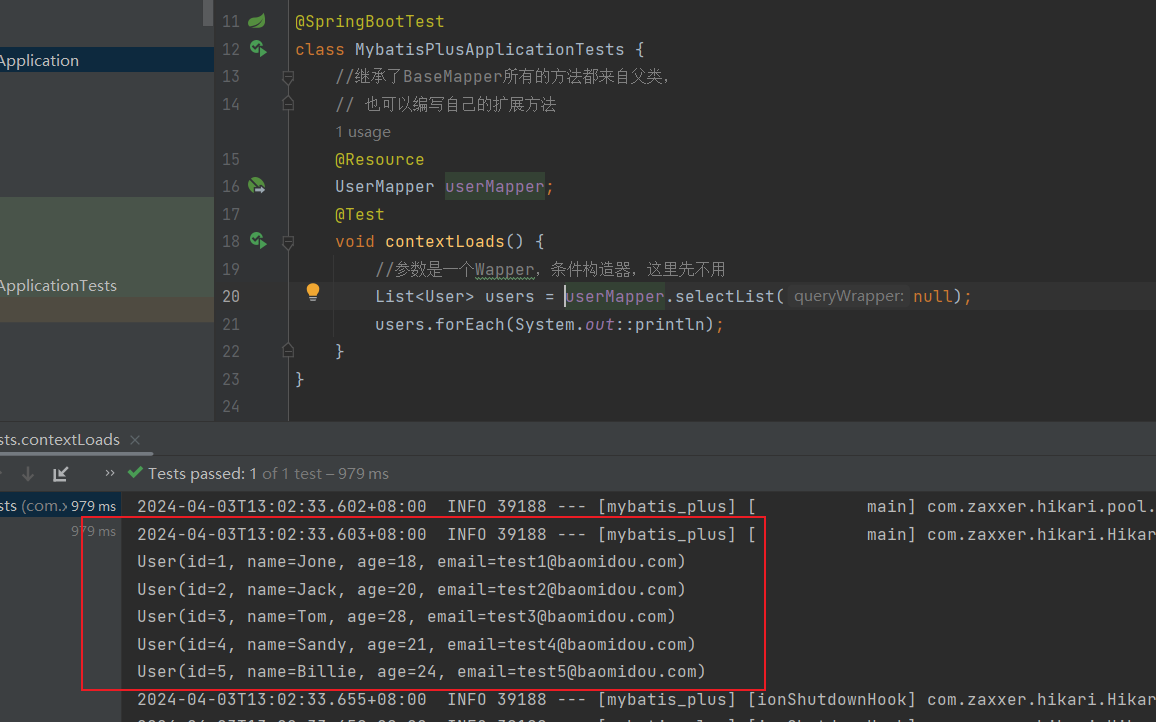 11 @SpringBootTest
Application
12 class MybatisPlusApplicationTests {
13 //继承了BaseMapper所有的方法都来自父类，
14 // 也可以编写自己的扩展方法
1 usage
15 @Resource
16 UserMapper userMapper;
17 @Test
18 void contextLoads() {
19 //参数是一个Wapper，条件构造器，这里先不用
ApplicationTests
20 List<User> users = userMapper.selectList( queryWrapper: null);
21 users.forEach(System.out::println);
22 }
23 }
24
sts.contextLoads ×
» Tests passed: 1 of 1 test – 979 ms
sts (com.x 979 ms
979 ms
2024-04-03T13:02:33.602+08:00  INFO 39188 --- [mybatis_plus] [           main] com.zaxxer.hikari.pool.
2024-04-03T13:02:33.603+08:00  INFO 39188 --- [mybatis_plus] [           main] com.zaxxer.hikari.Hikar
User(id=1, name=Jone, age=18, email=test1@baomidou.com)
User(id=2, name=Jack, age=20, email=test2@baomidou.com)
User(id=3, name=Tom, age=28, email=test3@baomidou.com)
User(id=4, name=Sandy, age=21, email=test4@baomidou.com)
User(id=5, name=Billie, age=24, email=test5@baomidou.com)
2024-04-03T13:02:33.655+08:00  INFO 39188 --- [mybatis_plus] [ionShutdownHook] com.zaxxer.hikari.Hikar